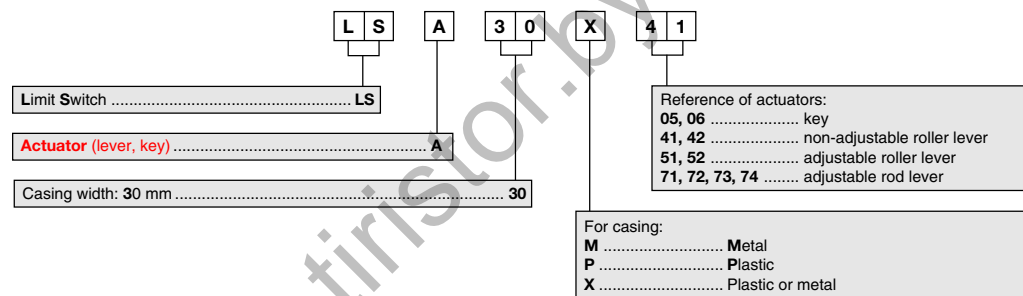 L S A 3 0 X 4 1
Limit Switch ..................................................... LS
Actuator (lever, key) ........................................................ A
Casing width: 30 mm ......................................................................... 30
Reference of actuators:
05, 06 .................... key
41, 42 .................... non-adjustable roller lever
51, 52 .................... adjustable roller lever
71, 72, 73, 74 ........ adjustable rod lever
For casing:
M ........................... Metal
P ............................ Plastic
X ............................ Plastic or metal
tiristor.by